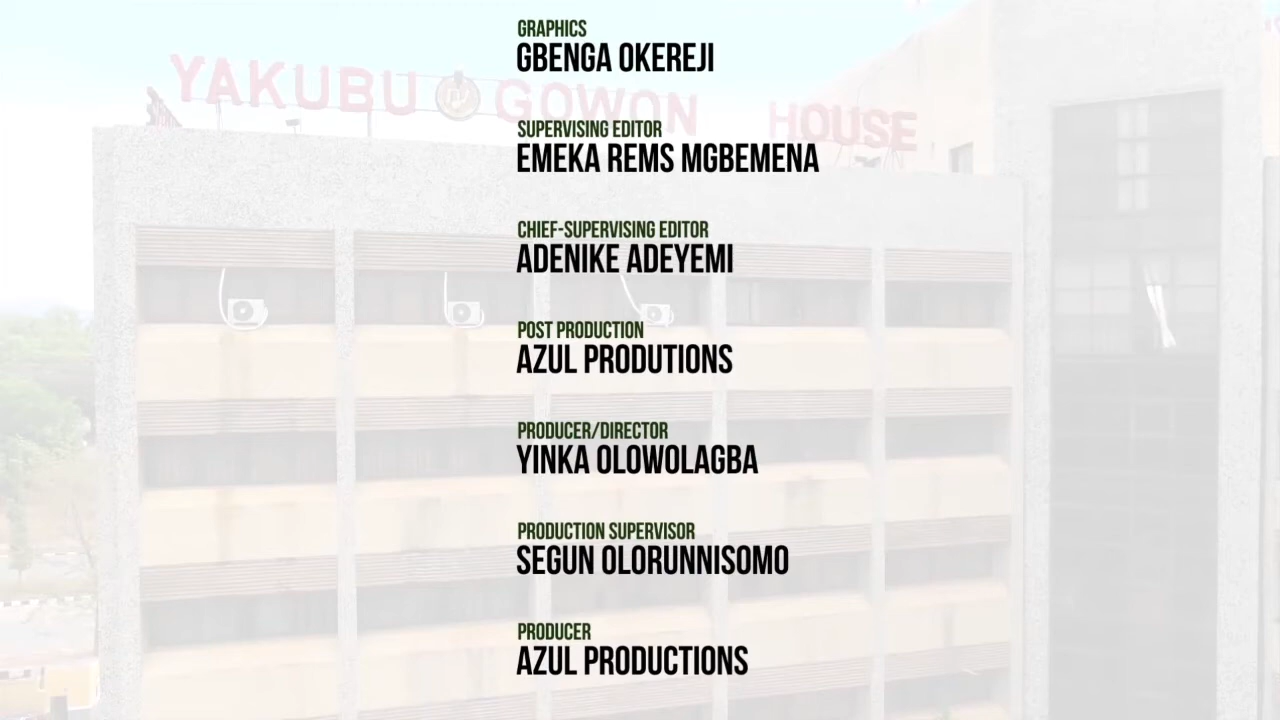 GRAPHICS
GBENGA OKEREJI
YAKUBU GOWON HOUSE
SUPERVISING EDITOR
EMEKA REMS MGBEMENA
CHIEF-SUPERVISING EDITOR
ADENIKE ADEYEMI
POST PRODUCTION
AZUL PRODUTIONS
PRODUCER/DIRECTOR
YINKA OLOWOLAGBA
PRODUCTION SUPERVISOR
SEGUN OLORUNNISOMO
PRODUCER
AZUL PRODUCTIONS